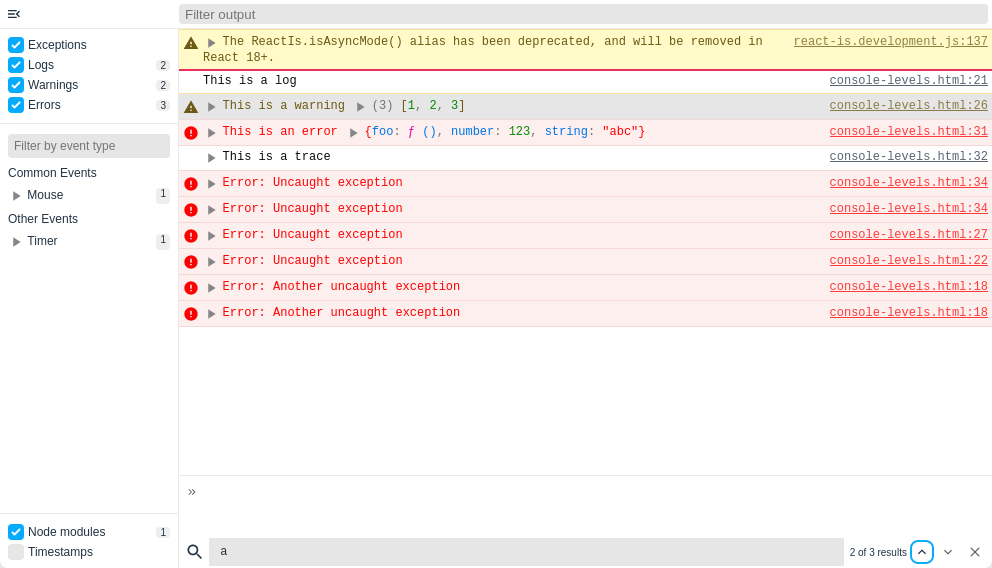 Filter output
Exceptions
Logs 2
Warnings 2
Errors 3
Filter by event type
Common Events
Mouse 1
Other Events
Timer 1
Node modules 1
Timestamps
The ReactIs.isAsyncMode() alias has been deprecated, and will be removed in react-is.development.js:137
React 18+.
This is a log console-levels.html:21
This is a warning (3) [1, 2, 3] console-levels.html:26
This is an error {foo: ƒ (), number: 123, string: "abc"} console-levels.html:31
This is a trace console-levels.html:32
Error: Uncaught exception console-levels.html:34
Error: Uncaught exception console-levels.html:34
Error: Uncaught exception console-levels.html:27
Error: Uncaught exception console-levels.html:22
Error: Another uncaught exception console-levels.html:18
Error: Another uncaught exception console-levels.html:18
»
a 2 of 3 results